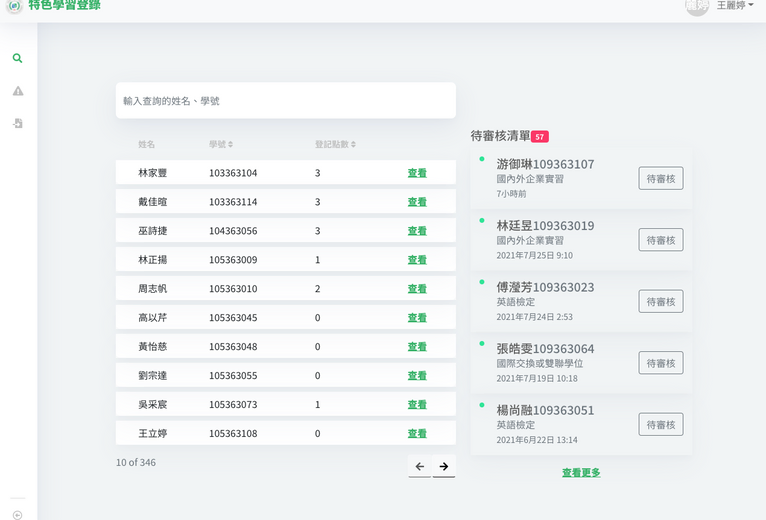 特色學習登錄
王麗婷
輸入查詢的姓名、學號
姓名 學號 登記點數
林家豐 103363104 3 查看
戴佳暄 103363114 3 查看
巫詩捷 104363056 3 查看
林正揚 105363009 1 查看
周志帆 105363010 2 查看
高以芹 105363045 0 查看
黃怡慈 105363048 0 查看
劉宗達 105363055 0 查看
吳采宸 105363073 1 查看
王立婷 105363108 0 查看
10 of 346
待審核清單 57
游御琳109363107
國內外企業實習
7小時前
待審核
林廷昱109363019
國內外企業實習
2021年7月25日 9:10
待審核
傅瀅芳109363023
英語檢定
2021年7月24日 2:53
待審核
張皓雯109363064
國際交換或雙聯學位
2021年7月19日 10:18
待審核
楊尚融109363051
英語檢定
2021年6月22日 13:14
待審核
查看更多